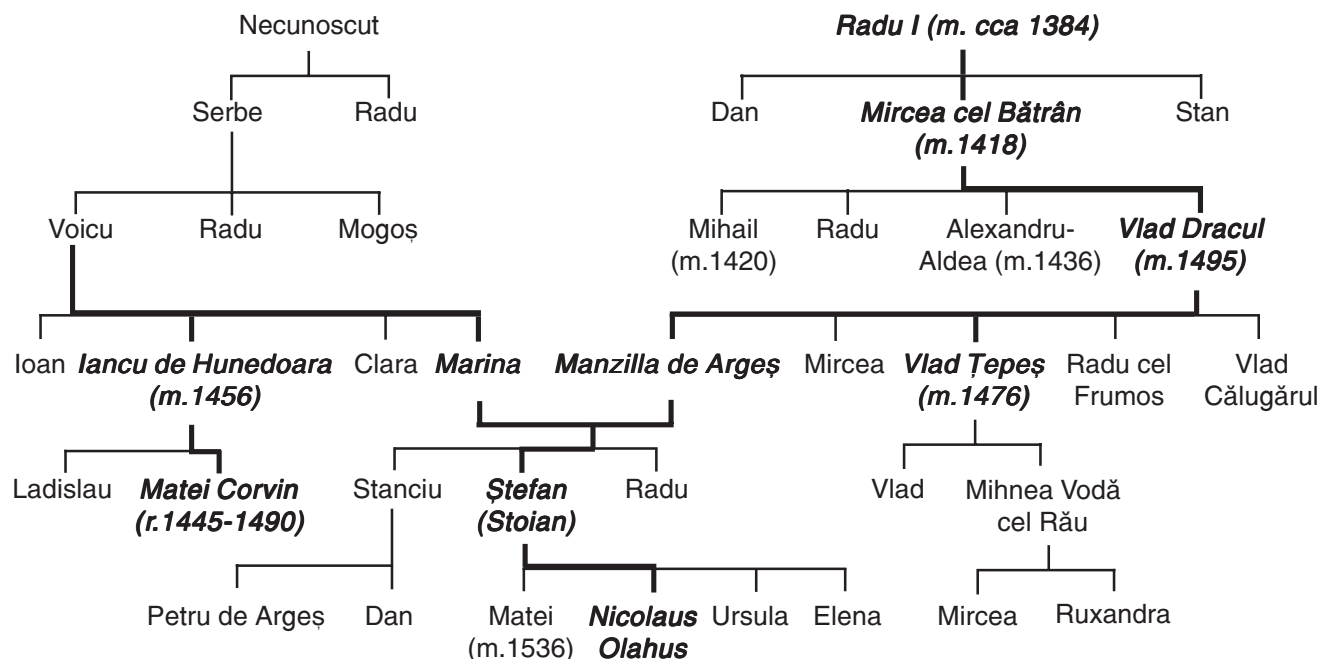 Necunoscut
Radu I (m. cca 1384)
Serbe
Radu
Dan
Mircea cel Bătrân
(m.1418)
Stan
Voicu
Radu
Mogoș
Mihail
(m.1420)
Radu
Alexandru-
Aldea (m.1436)
Vlad Dracul
(m.1495)
Ioan
Iancu de Hunedoara
(m.1456)
Clara
Marina
Manzilla de Argeș
Mircea
Vlad Țepeș
(m.1476)
Radu cel
Frumos
Vlad
Călugărul
Ladislau
Matei Corvin
(r.1445-1490)
Stanciu
Ștefan
(Stoian)
Radu
Vlad
Mihnea Vodă
cel Rău
Petru de Argeș
Dan
Matei
(m.1536)
Nicolaus
Olahus
Ursula
Elena
Mircea
Ruxandra